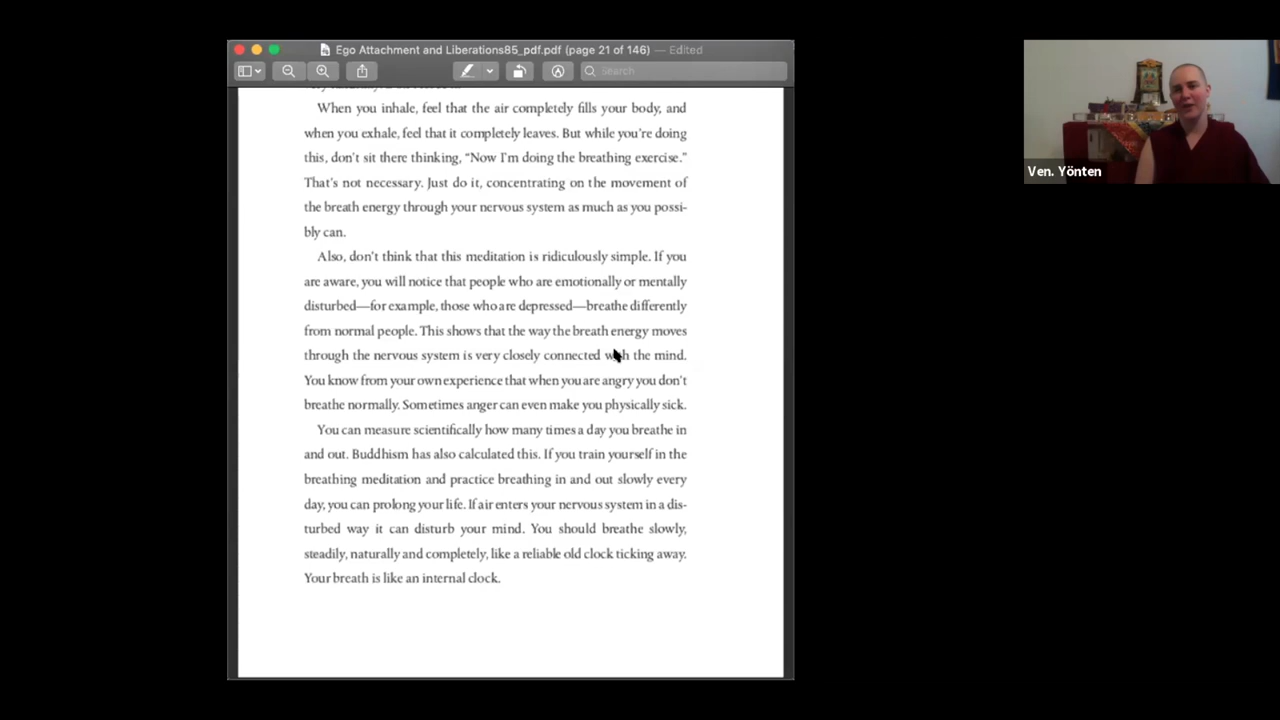 Ego Attachment and Liberations85_pdf.pdf (page 21 of 146) — Edited
Search
When you inhale, feel that the air completely fills your body, and
when you exhale, feel that it completely leaves. But while you're doing
this, don't sit there thinking, “Now I'm doing the breathing exercise.”
That's not necessary. Just do it, concentrating on the movement of
the breath energy through your nervous system as much as you possi-
bly can.
Also, don't think that this meditation is ridiculously simple. If you
are aware, you will notice that people who are emotionally or mentally
disturbed—for example, those who are depressed—breathe differently
from normal people. This shows that the way the breath energy moves
through the nervous system is very closely connected with the mind.
You know from your own experience that when you are angry you don't
breathe normally. Sometimes anger can even make you physically sick.
You can measure scientifically how many times a day you breathe in
and out. Buddhism has also calculated this. If you train yourself in the
breathing meditation and practice breathing in and out slowly every
day, you can prolong your life. If air enters your nervous system in a dis-
turbed way it can disturb your mind. You should breathe slowly,
steadily, naturally and completely, like a reliable old clock ticking away.
Your breath is like an internal clock.
Ven. Yönten